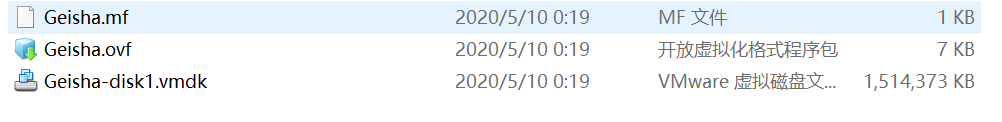 Geisha.mf 2020/5/10 0:19 MF 文件 1 KB
Geisha.ovf 2020/5/10 0:19 开放虚拟化格式程序包 7 KB
Geisha-disk1.vmdk 2020/5/10 0:19 VMware 虚拟磁盘文... 1,514,373 KB